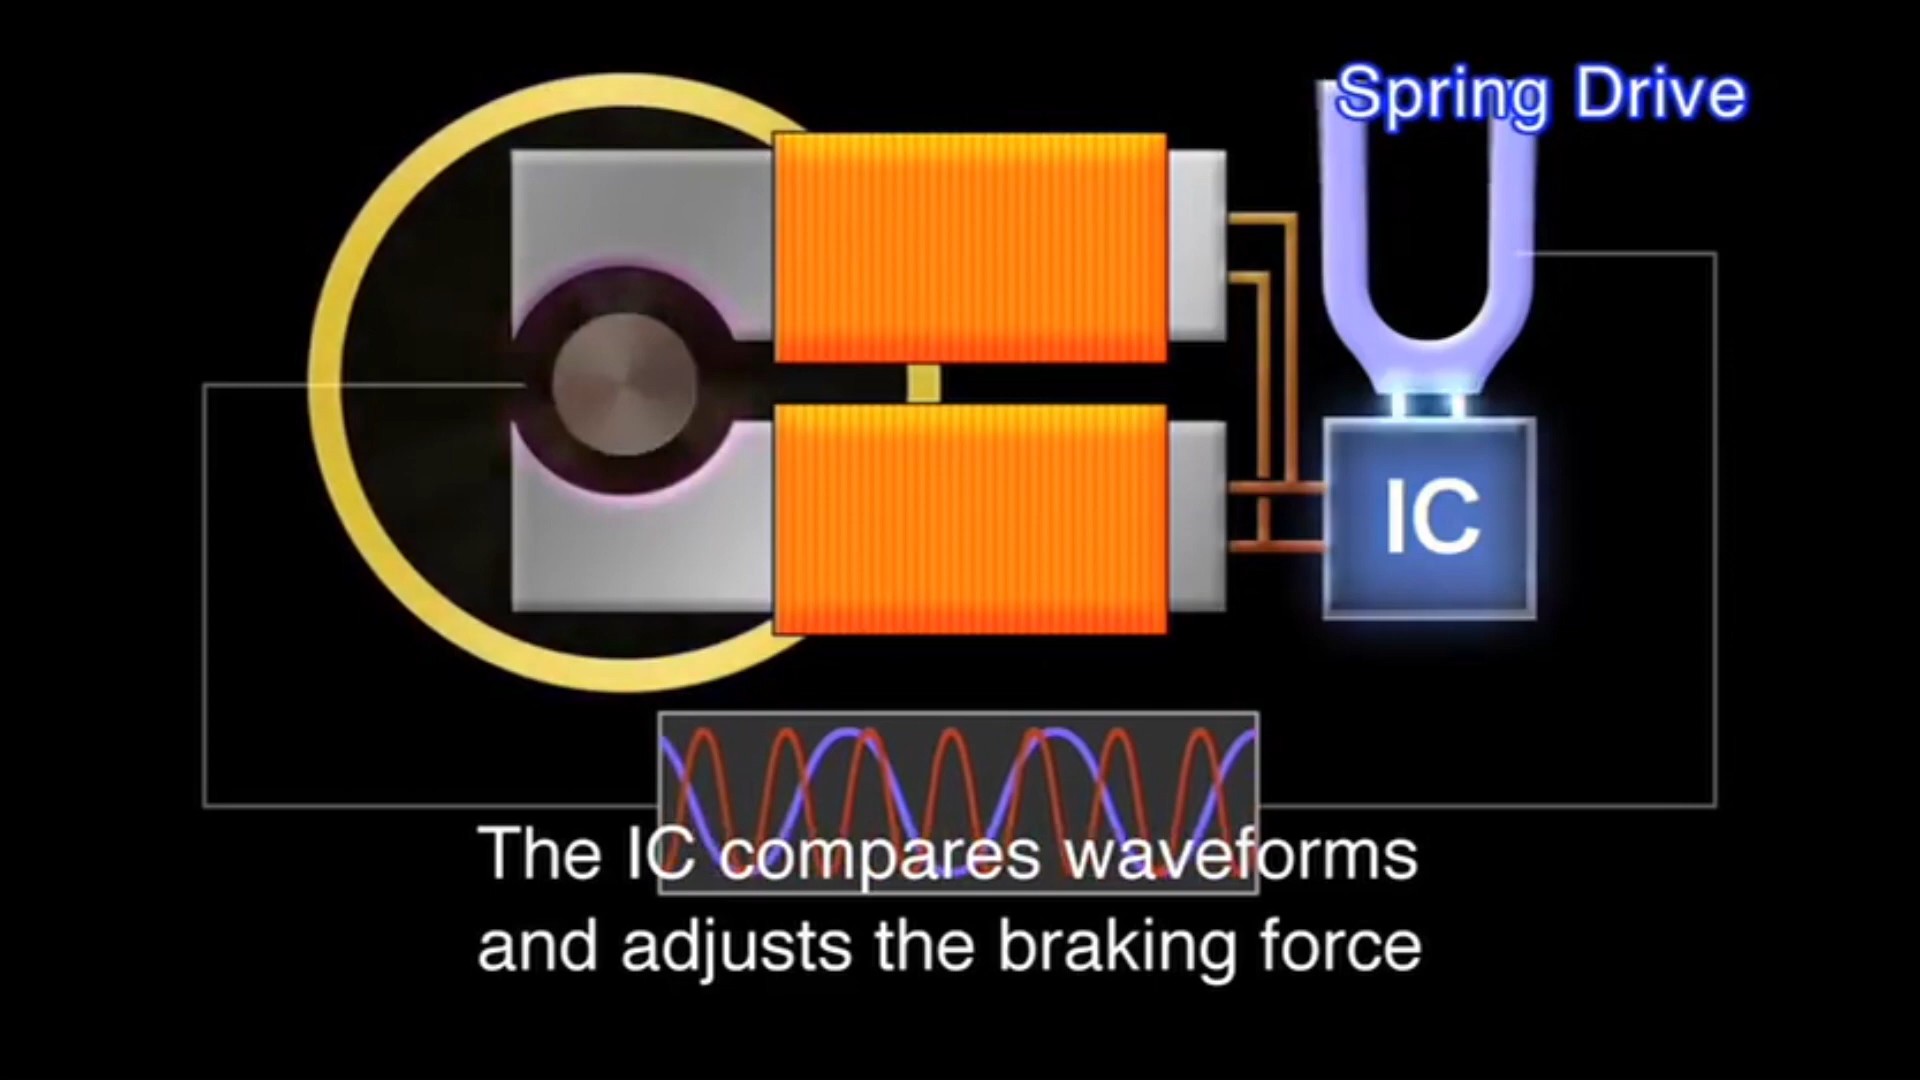 Spring Drive
IC
The IC compares waveforms
and adjusts the braking force